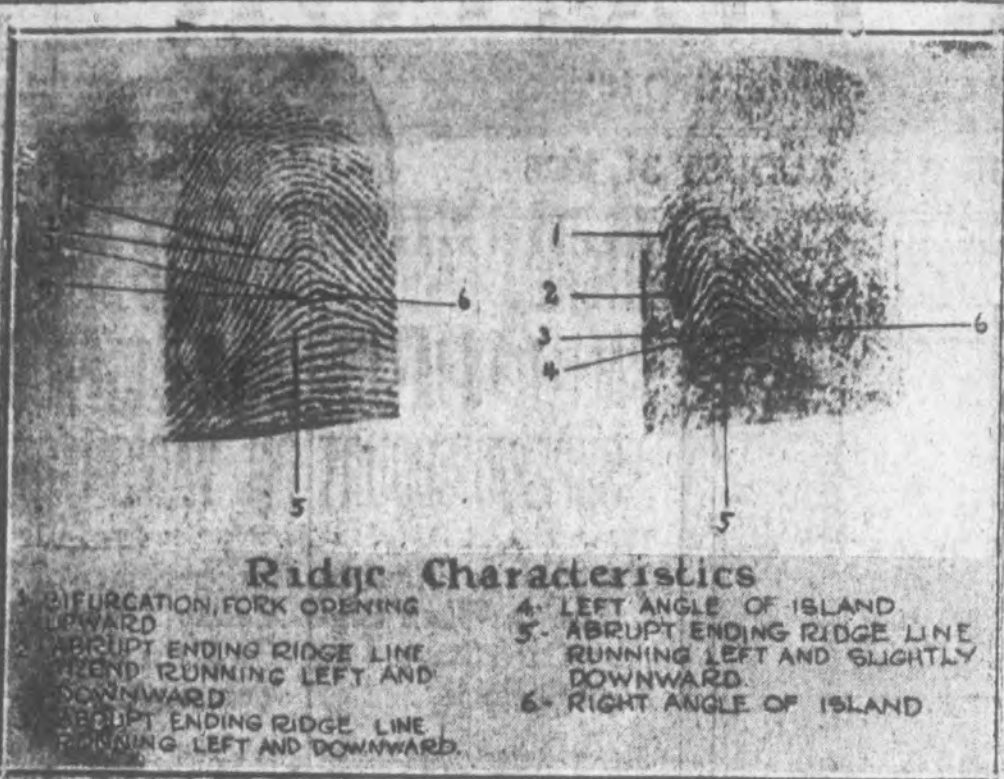 1
2
3
4
6
5
6
5
Ridge Characteristics
BIFURCATION, FORK OPENING
UPWARD
ABRUPT ENDING RIDGE LINE
RUNNING LEFT AND
DOWNWARD
ABRUPT ENDING RIDGE LINE
RUNNING LEFT AND DOWNWARD.
4- LEFT ANGLE OF ISLAND
5- ABRUPT ENDING RIDGE LINE
RUNNING LEFT AND SLIGHTLY
DOWNWARD.
6- RIGHT ANGLE OF ISLAND